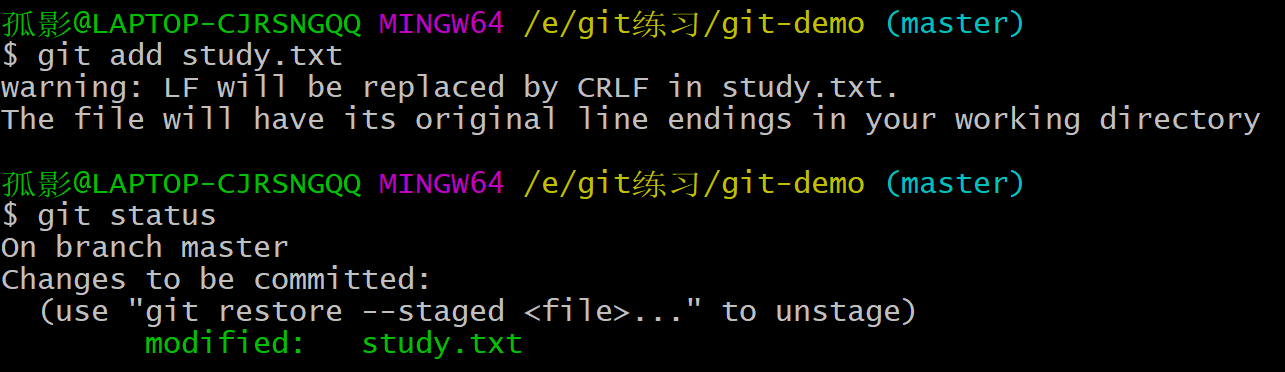 孤影@LAPTOP-CJRSNGQQ MINGW64 /e/git练习/git-demo (master)
$ git add study.txt
warning: LF will be replaced by CRLF in study.txt.
The file will have its original line endings in your working directory
孤影@LAPTOP-CJRSNGQQ MINGW64 /e/git练习/git-demo (master)
$ git status
On branch master
Changes to be committed:
  (use "git restore --staged <file>..." to unstage)
        modified:   study.txt